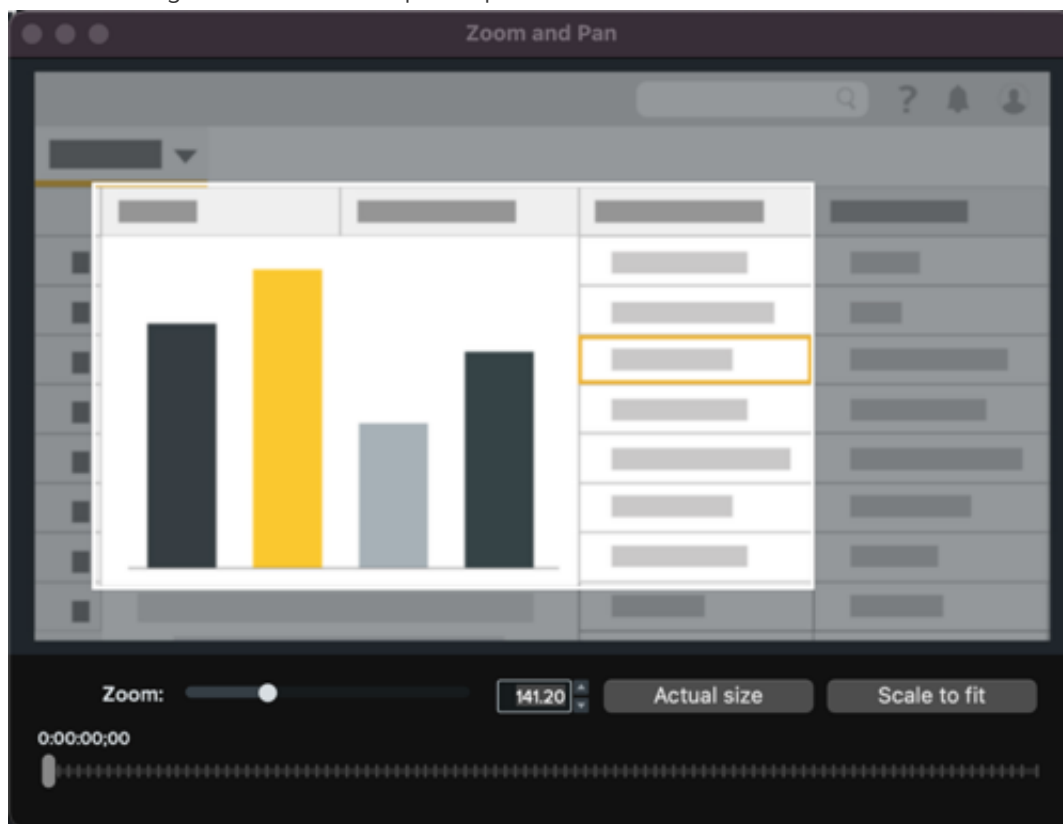 Zoom and Pan
?
Zoom:
141.20
Actual size
Scale to fit
0:00:00;00